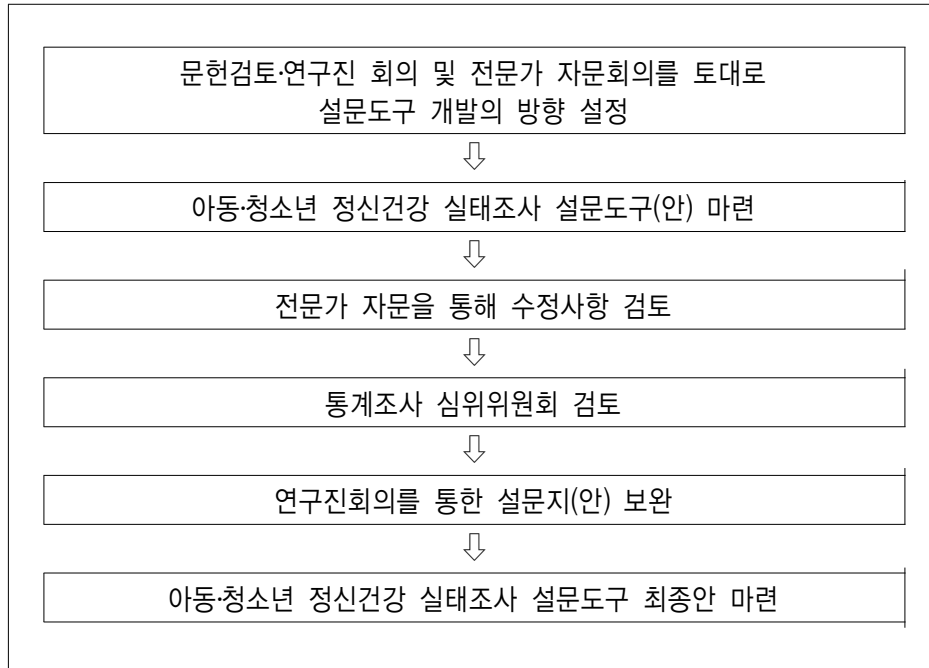 문헌검토·연구진 회의 및 전문가 자문회의를 토대로
설문도구 개발의 방향 설정
아동·청소년 정신건강 실태조사 설문도구(안) 마련
전문가 자문을 통해 수정사항 검토
통계조사 심위위원회 검토
연구진회의를 통한 설문지(안) 보완
아동·청소년 정신건강 실태조사 설문도구 최종안 마련